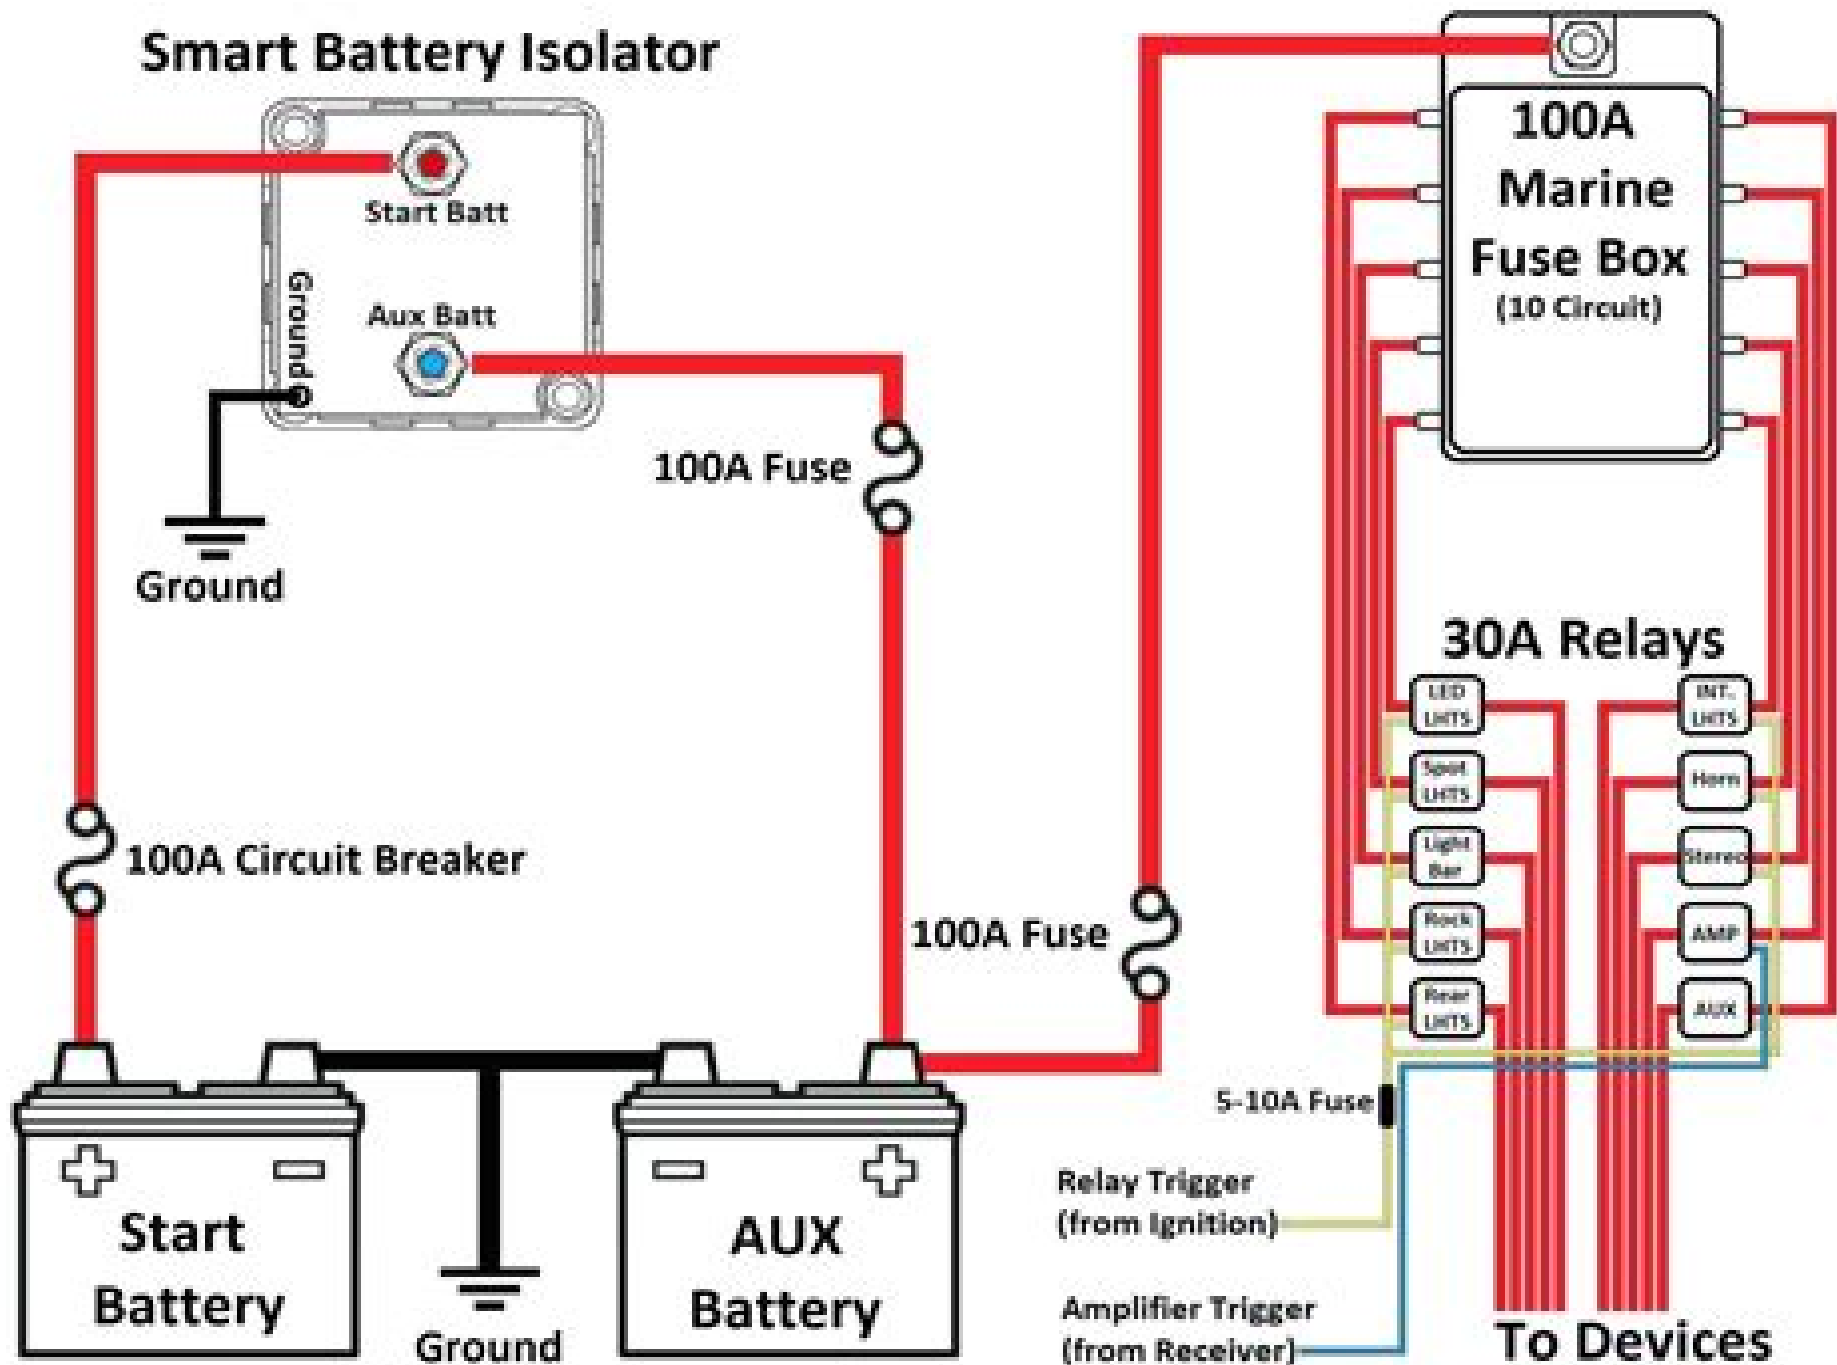 Smart Battery Isolator
Start Batt
Aux Batt
Ground
Ground
100A Fuse
100A Circuit Breaker
100A Fuse
+
-
Start
Battery
Ground
-
+
AUX
Battery
100A
Marine
Fuse Box
(10 Circuit)
30A Relays
LED
LHTS
INT.
LHTS
Spot
LHTS
Horn
Light
Bar
Stereo
Rock
LHTS
AMP
Rear
LHTS
AUX
5-10A Fuse
Relay Trigger
(from Ignition)
Amplifier Trigger
(from Receiver)
To Devices